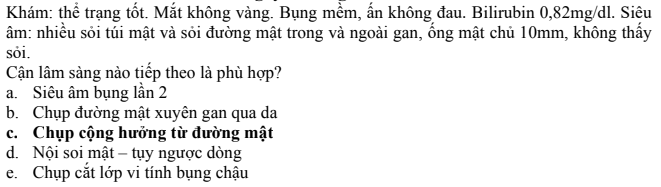 Khám: thể trạng tốt. Mắt không vàng. Bụng mềm, ấn không đau. Bilirubin 0,82mg/dl. Siêu
âm: nhiều sỏi túi mật và sỏi đường mật trong và ngoài gan, ống mật chủ 10mm, không thấy
sỏi.
Cận lâm sàng nào tiếp theo là phù hợp?
a. Siêu âm bụng lần 2
b. Chụp đường mật xuyên gan qua da
c. Chụp cộng hưởng từ đường mật
d. Nội soi mật – tụy ngược dòng
e. Chụp cắt lớp vi tính bụng chậu